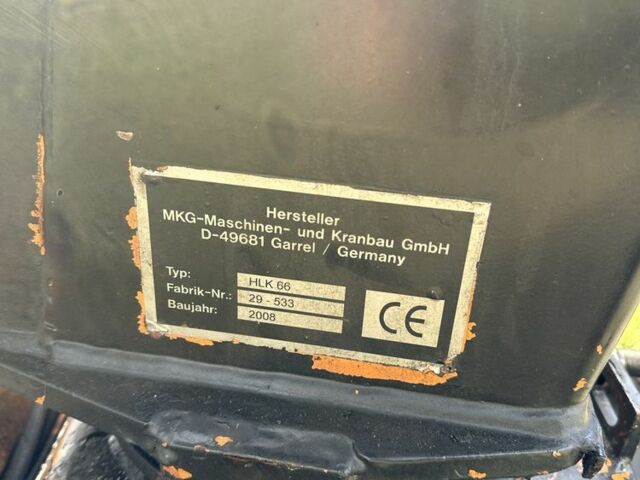 Hersteller
MKG-Maschinen- und Kranbau GmbH
D-49681 Garrel / Germany
Typ: HLK 66
Fabrik-Nr.: 29 - 533
Baujahr: 2008
CE